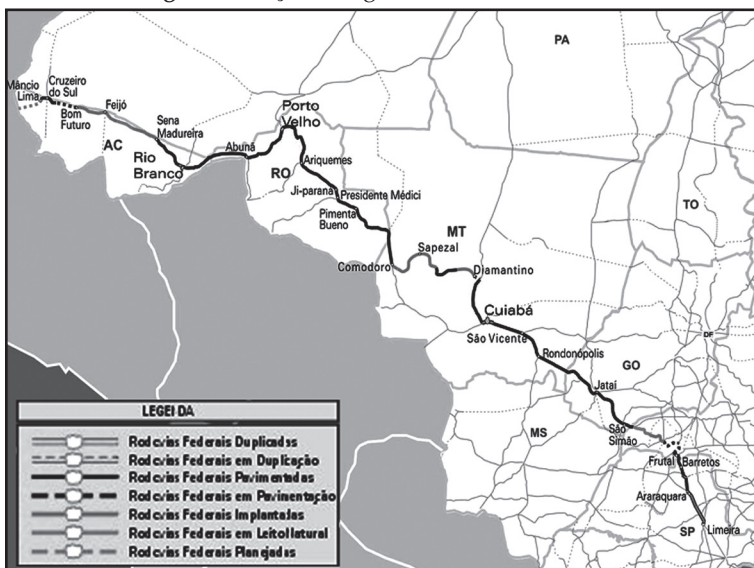 PA
Mâncio
Lima
Cruzeiro
do Sul
Bom
Futuro
Feijó
AC
Sena
Madureira
Rio
Branco
Abunã
Porto
Velho
RO
Ariquemes
Ji-paraná
Presidente Médici
Pimenta
Bueno
Comodoro
MT
Sapezal
Diamantino
Cuiabá
São Vicente
Rondonópolis
TO
DF
GO
Jataí
MS
São
Simão
Frutal
Barretos
Araraquara
SP
Limeira
LEGEI DA
Rodovias Federais Duplicadas
Rodovias Federais em Duplicação
Rodovias Federais Pavimentadas
Rodovias Federais em Pavimentação
Rodovias Federais Implantadas
Rodovias Federais em Leitollatural
Rodovias Federais Planejadas